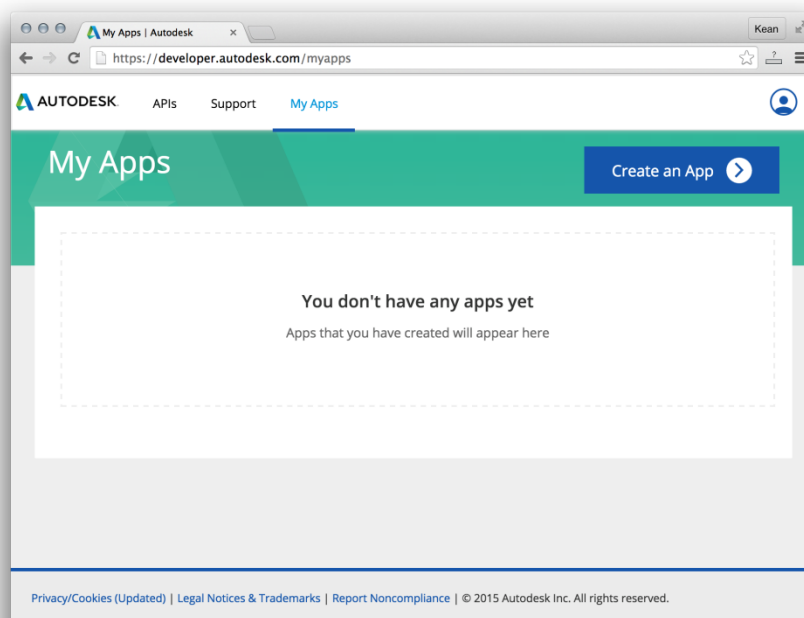 My Apps | Autodesk
Kean
https://developer.autodesk.com/myapps
AUTODESK. APIs Support My Apps
My Apps
Create an App
You don't have any apps yet
Apps that you have created will appear here
Privacy/Cookies (Updated) | Legal Notices & Trademarks | Report Noncompliance | © 2015 Autodesk Inc. All rights reserved.